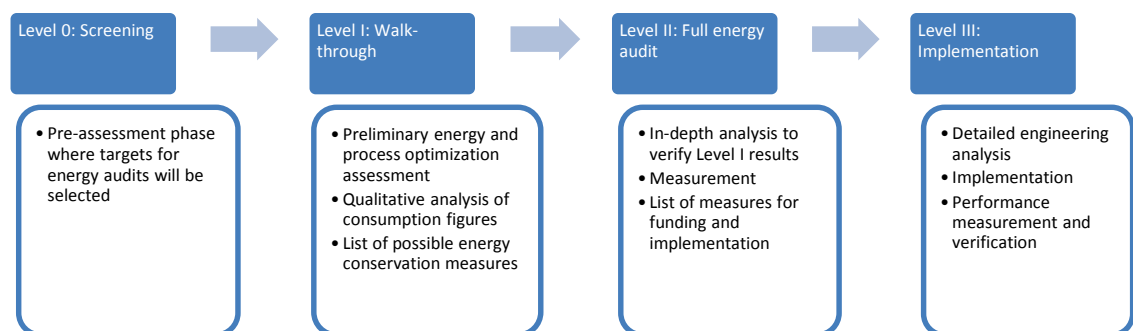 Level 0: Screening
• Pre-assessment phase
where targets for
energy audits will be
selected
Level I: Walk-
through
• Preliminary energy and
process optimization
assessment
• Qualitative analysis of
consumption figures
• List of possible energy
conservation measures
Level II: Full energy
audit
• In-depth analysis to
verify Level I results
• Measurement
• List of measures for
funding and
implementation
Level III:
Implementation
• Detailed engineering
analysis
• Implementation
• Performance
measurement and
verification